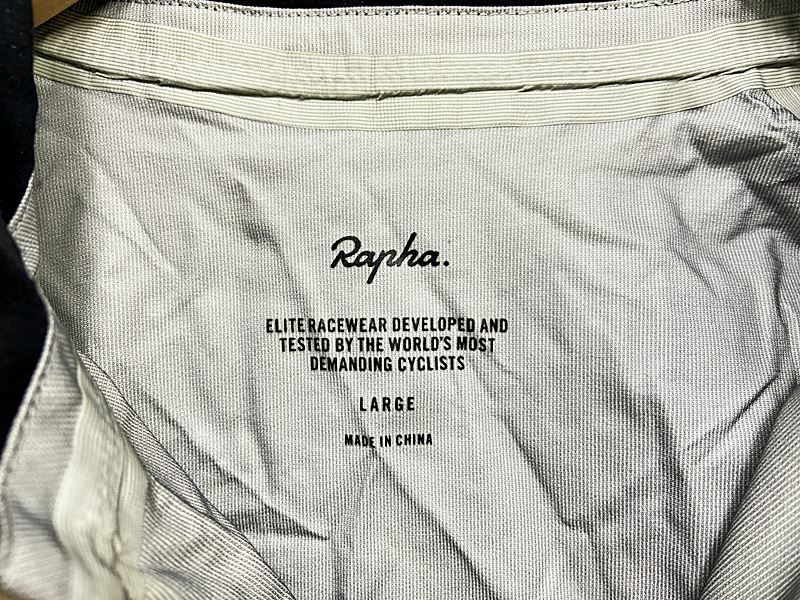 Rapha.
ELITE RACEWEAR DEVELOPED AND
TESTED BY THE WORLD'S MOST
DEMANDING CYCLISTS
LARGE
MADE IN CHINA